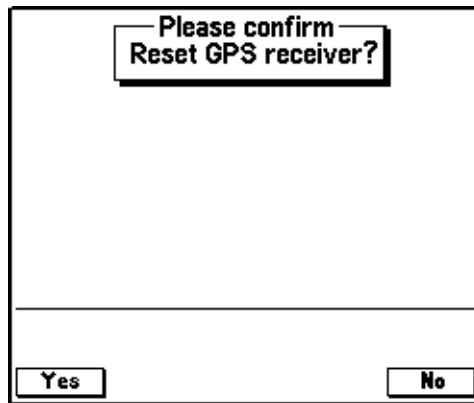 Please confirm
Reset GPS receiver?
Yes
No